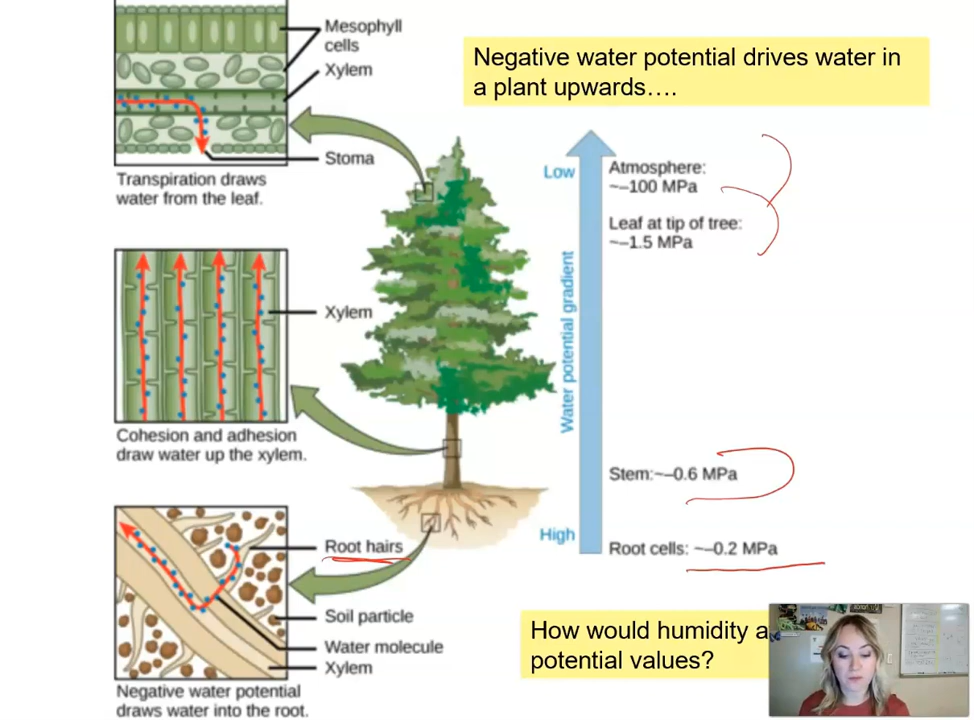 Mesophyll
cells
Xylem
Stoma
Transpiration draws
water from the leaf.
Xylem
Cohesion and adhesion
draw water up the xylem.
Root hairs
Soil particle
Water molecule
Xylem
Negative water potential
draws water into the root.
Negative water potential drives water in
a plant upwards….
Low
Water potential gradient
High
Atmosphere:
~–100 MPa
Leaf at tip of tree:
~–1.5 MPa
Stem:~–0.6 MPa
Root cells: ~–0.2 MPa
How would humidity a
potential values?